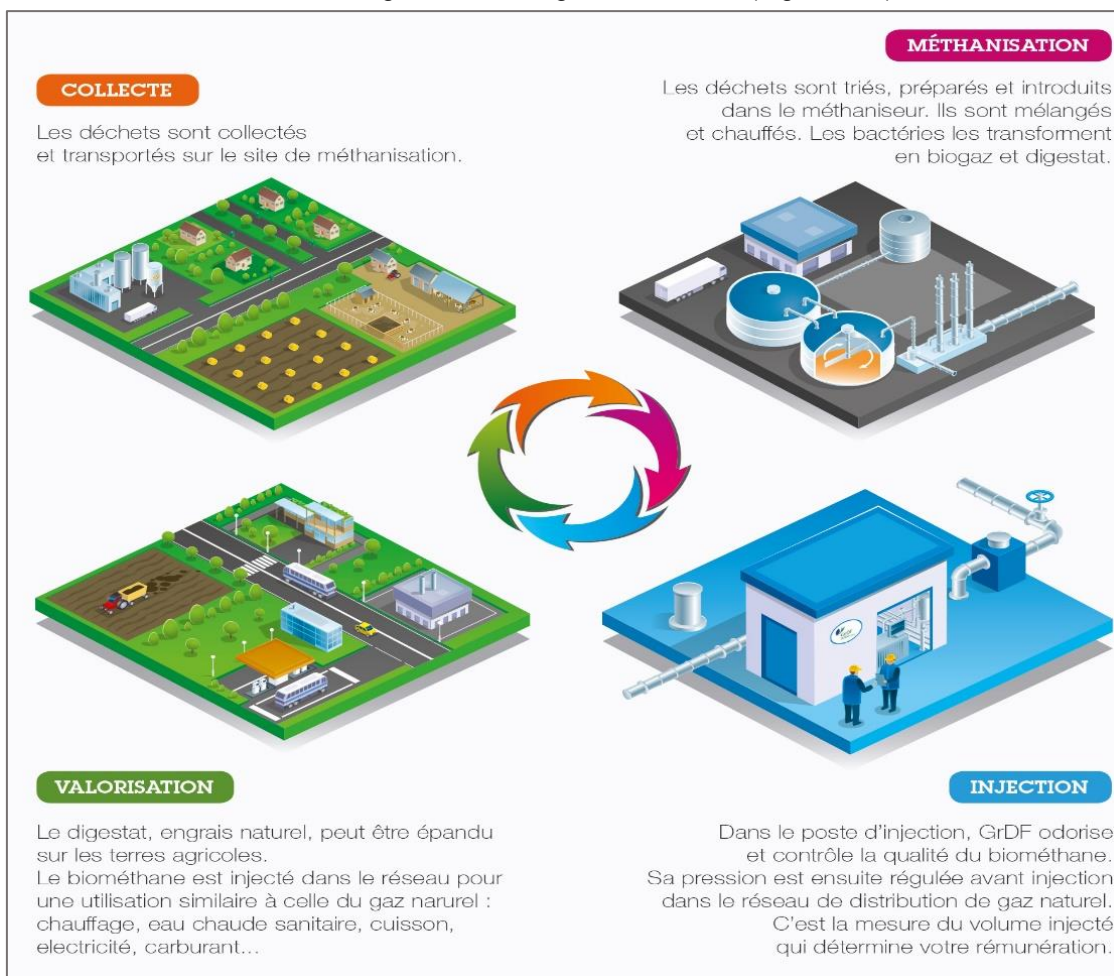 COLLECTE
Les déchets sont collectés
et transportés sur le site de méthanisation.
MÉTHANISATION
Les déchets sont triés, préparés et introduits
dans le méthaniseur. Ils sont mélangés
et chauffés. Les bactéries les transforment
en biogaz et digestat.
VALORISATION
Le digestat, engrais naturel, peut être épandu
sur les terres agricoles.
Le biométhane est injecté dans le réseau pour
une utilisation similaire à celle du gaz narurel :
chauffage, eau chaude sanitaire, cuisson,
electricité, carburant...
INJECTION
Dans le poste d'injection, GrDF odorise
et contrôle la qualité du biométhane.
Sa pression est ensuite régulée avant injection
dans le réseau de distribution de gaz naturel.
C'est la mesure du volume injecté
qui détermine votre rémunération.